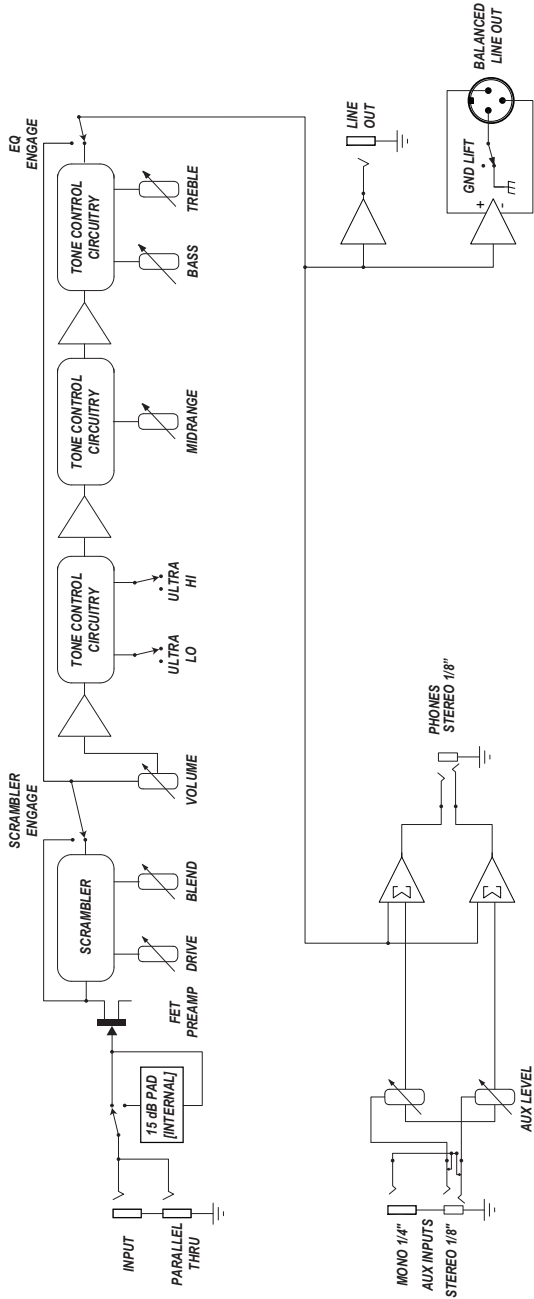 INPUT
PARALLEL
THRU
15 dB PAD
[INTERNAL]
FET
PREAMP
SCRAMBLER
DRIVE
BLEND
SCRAMBLER
ENGAGE
VOLUME
TONE CONTROL
CIRCUITRY
ULTRA
LO
ULTRA
HI
TONE CONTROL
CIRCUITRY
MIDRANGE
TONE CONTROL
CIRCUITRY
BASS
TREBLE
EQ
ENGAGE
MONO 1/4"
AUX INPUTS
STEREO 1/8"
AUX LEVEL
Σ
Σ
PHONES
STEREO 1/8"
LINE
OUT
+
-
GND LIFT
BALANCED
LINE OUT